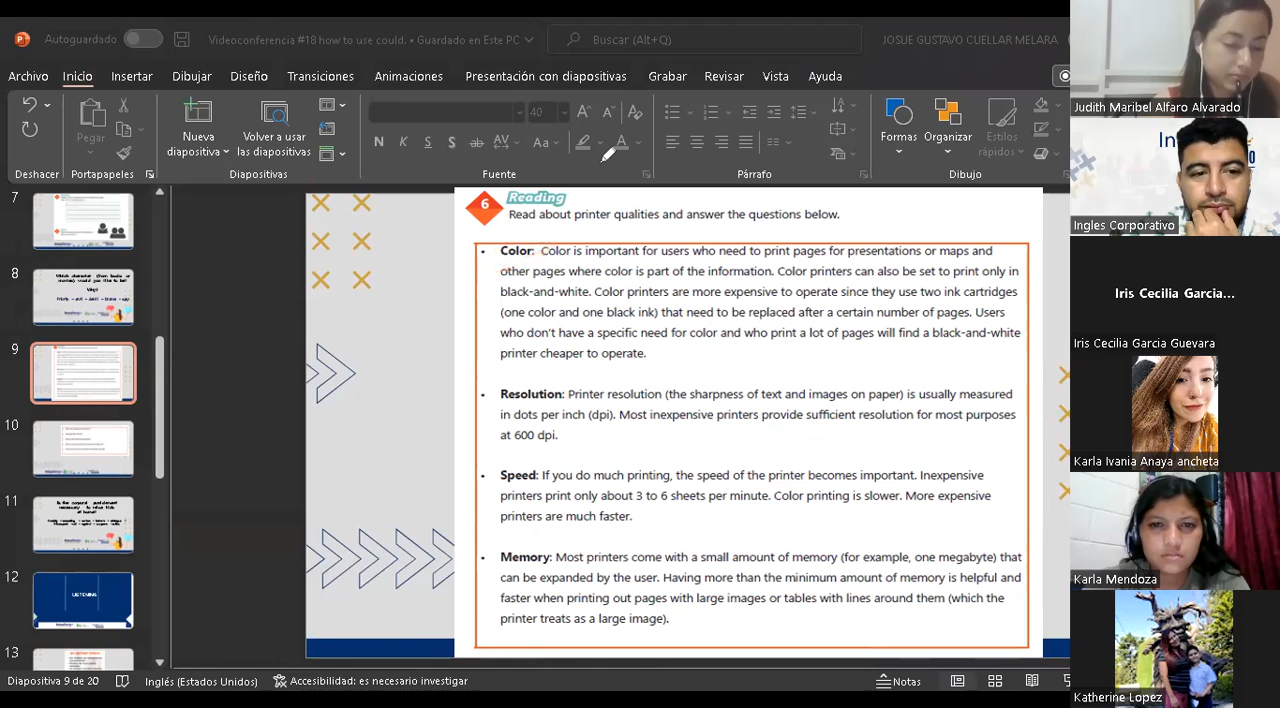 Autoguardado
Videoconferencia #18 how to use could. • Guardado en Este PC
Buscar (Alt+Q)
JOSUE GUSTAVO CUELLAR MELARA
Archivo Inicio Insertar Dibujar Diseño Transiciones Animaciones Presentación con diapositivas Grabar Revisar Vista Ayuda
Pegar
Nueva
diapositiva
Volver a usar
las diapositivas
40
N K S S ab AV Aa A
Formas
Organizar
Estilos
rápidos
Deshacer Portapapeles Diapositivas Fuente Párrafo Dibujo
7
8
9
10
11
12
LISTENING
13
6
Reading
Read about printer qualities and answer the questions below.
• Color: Color is important for users who need to print pages for presentations or maps and
other pages where color is part of the information. Color printers can also be set to print only in
black-and-white. Color printers are more expensive to operate since they use two ink cartridges
(one color and one black ink) that need to be replaced after a certain number of pages. Users
who don't have a specific need for color and who print a lot of pages will find a black-and-white
printer cheaper to operate.
• Resolution: Printer resolution (the sharpness of text and images on paper) is usually measured
in dots per inch (dpi). Most inexpensive printers provide sufficient resolution for most purposes
at 600 dpi.
• Speed: If you do much printing, the speed of the printer becomes important. Inexpensive
printers print only about 3 to 6 sheets per minute. Color printing is slower. More expensive
printers are much faster.
• Memory: Most printers come with a small amount of memory (for example, one megabyte) that
can be expanded by the user. Having more than the minimum amount of memory is helpful and
faster when printing out pages with large images or tables with lines around them (which the
printer treats as a large image).
Diapositiva 9 de 20
Inglés (Estados Unidos)
Accesibilidad: es necesario investigar
Notas
Judith Maribel Alfaro Alvarado
Ingles Corporativo
Iris Cecilia Garcia...
Iris Cecilia Garcia Guevara
Karla Ivania Anaya ancheta
Karla Mendoza
Katherine Lopez